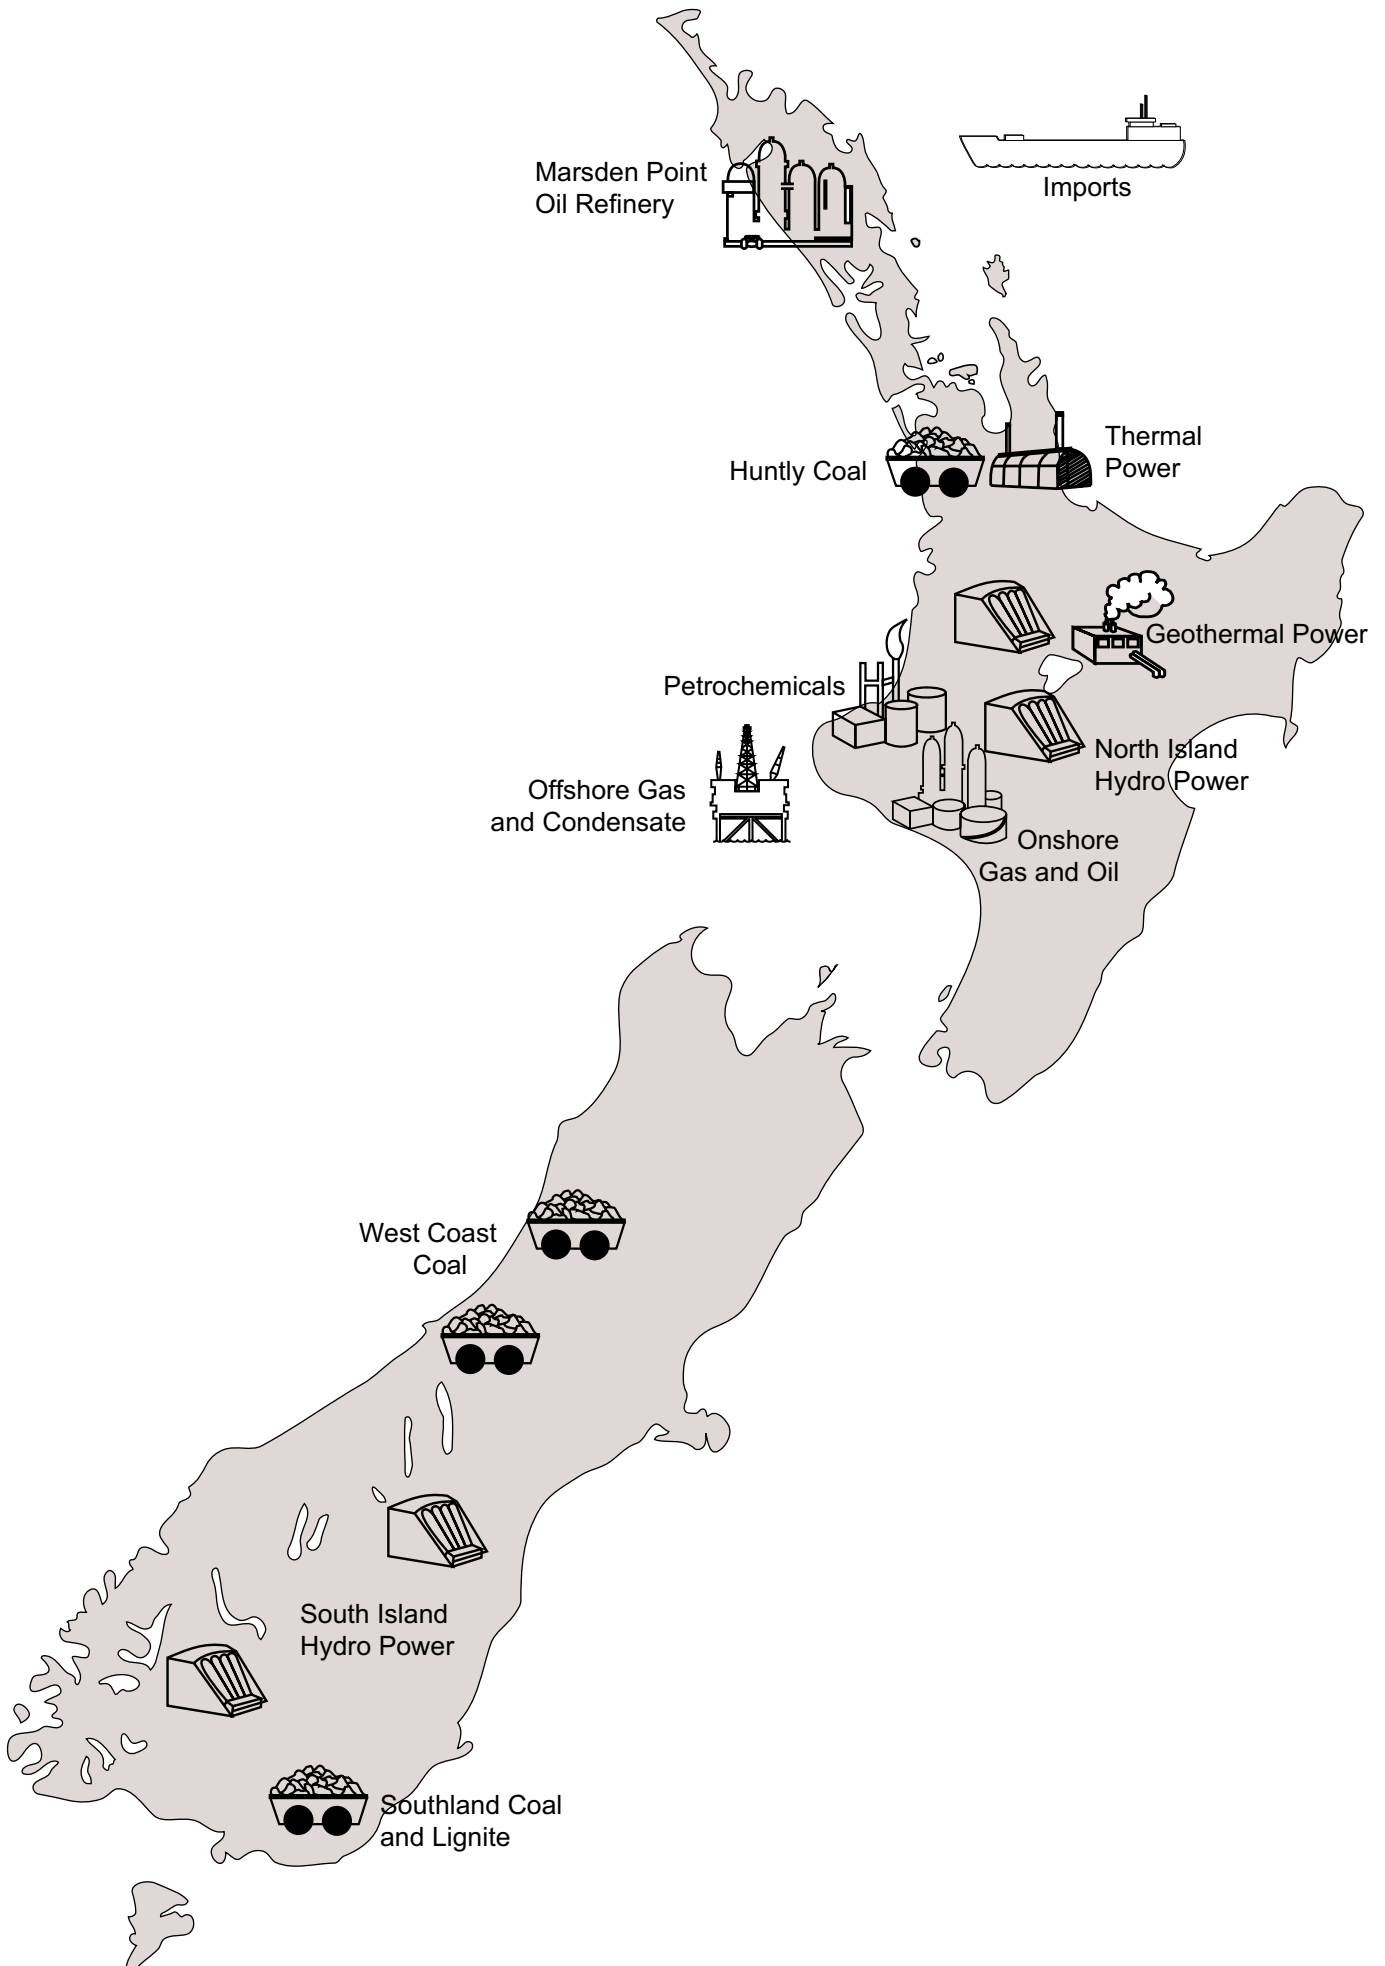 Marsden Point
Oil Refinery
Imports
Thermal
Power
Huntly Coal
Geothermal Power
Petrochemicals
North Island
Hydro Power
Offshore Gas
and Condensate
Onshore
Gas and Oil
West Coast
Coal
South Island
Hydro Power
Southland Coal
and Lignite